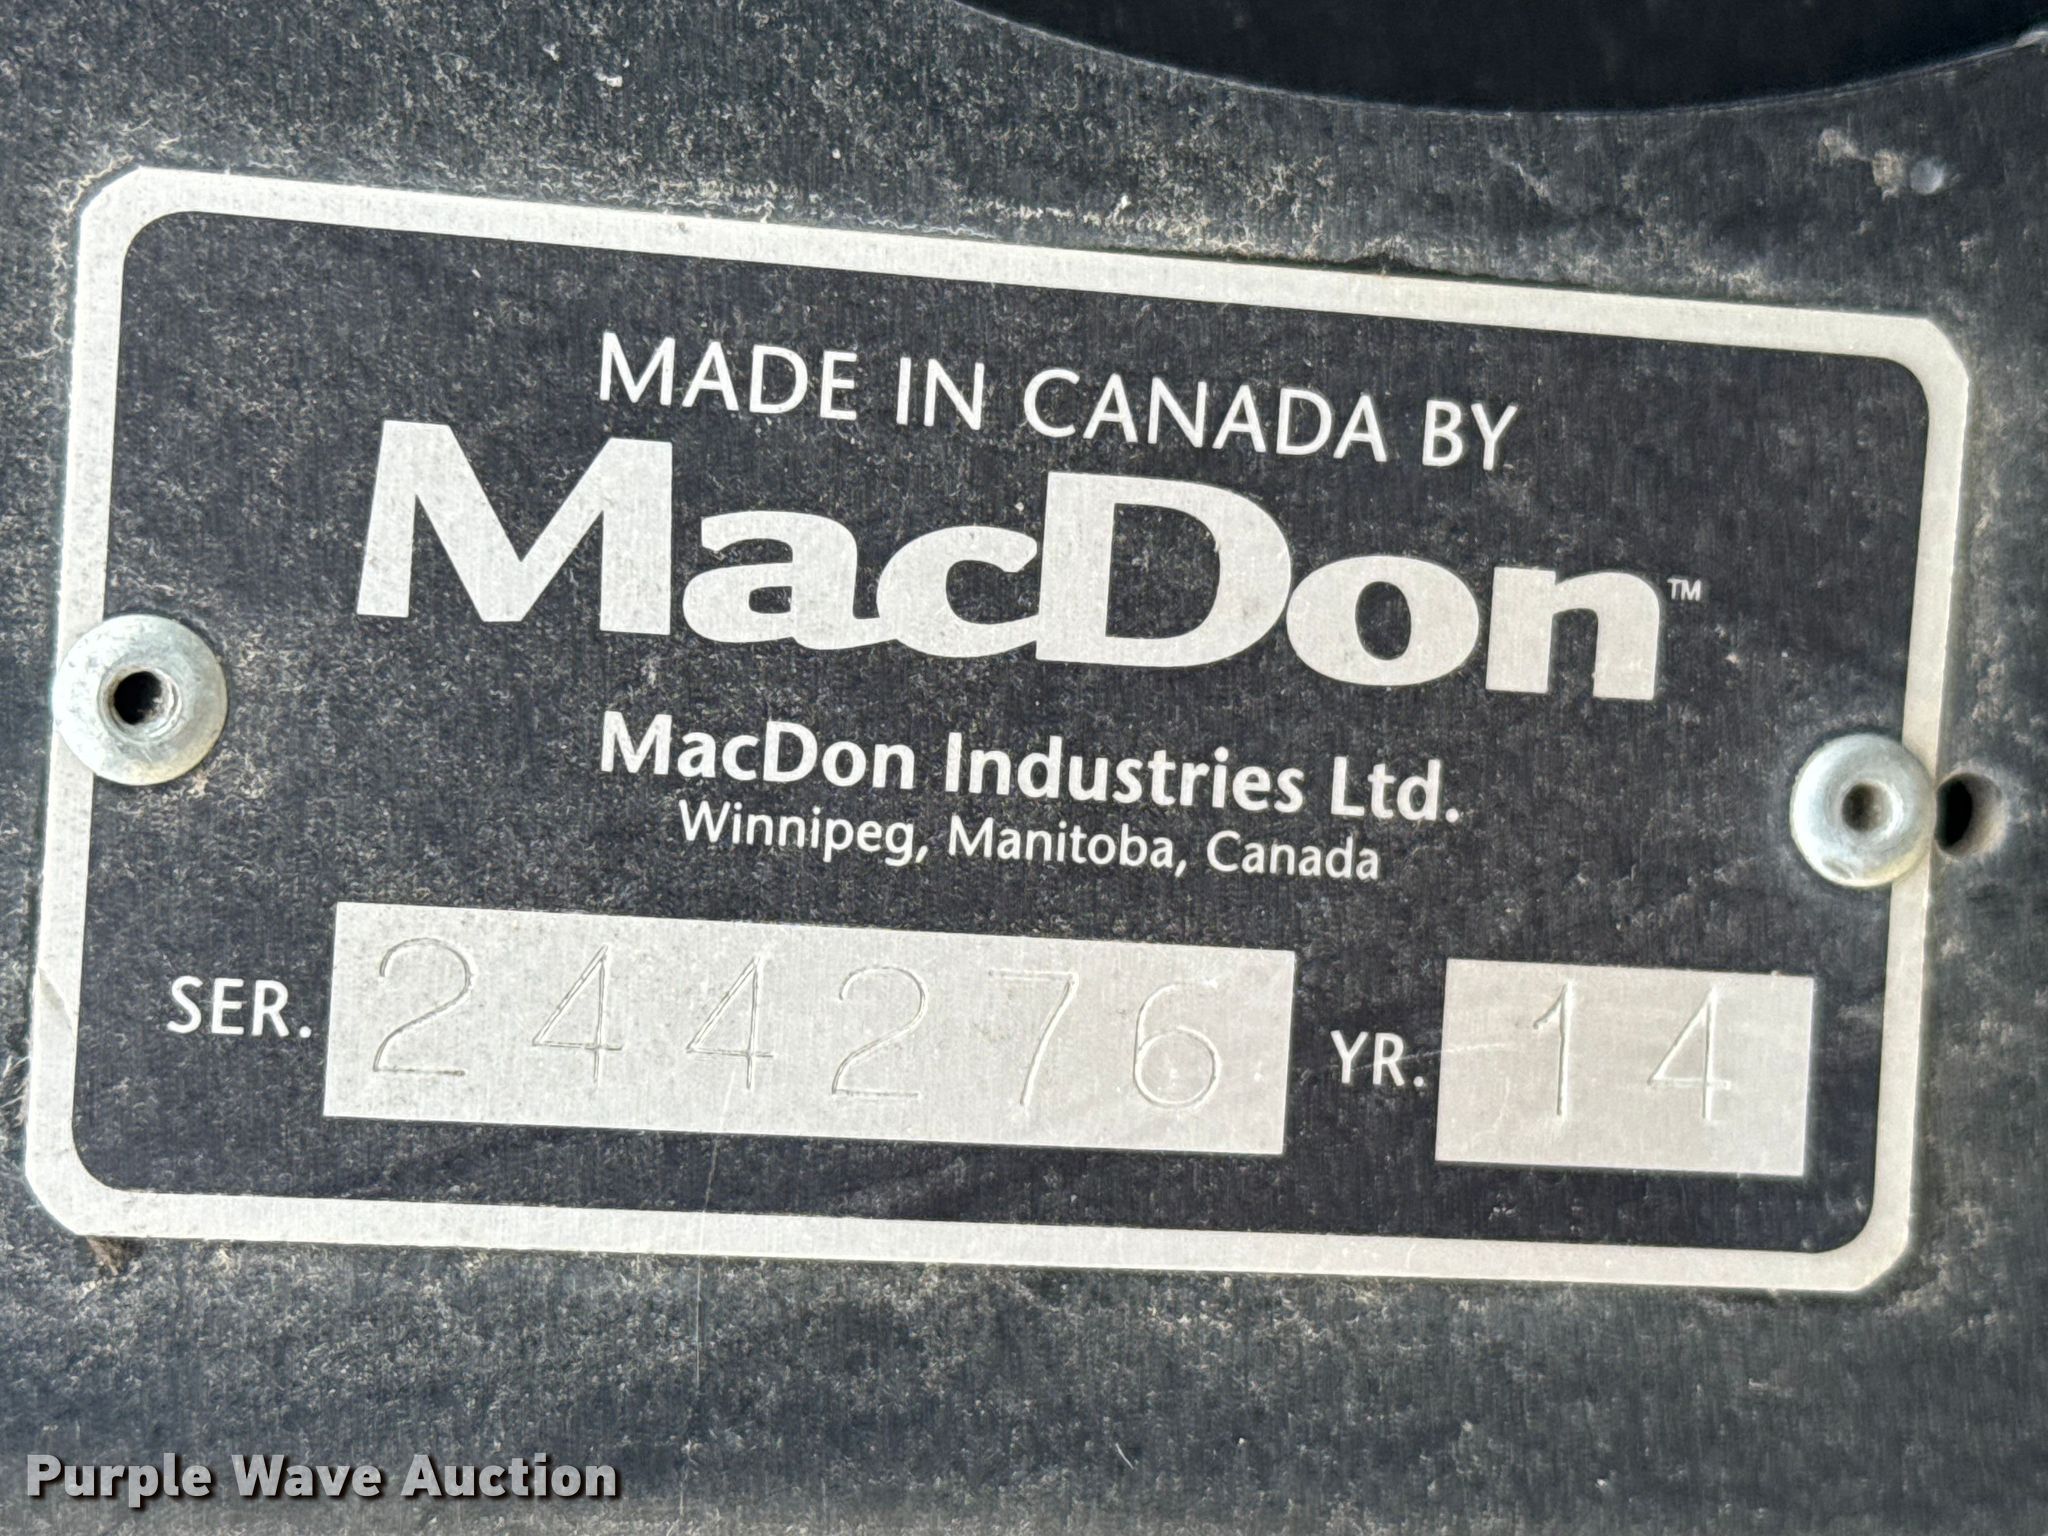 MADE IN CANADA BY
MacDon™
MacDon Industries Ltd.
Winnipeg, Manitoba, Canada
SER. 244276 YR. 14
Purple Wave Auction